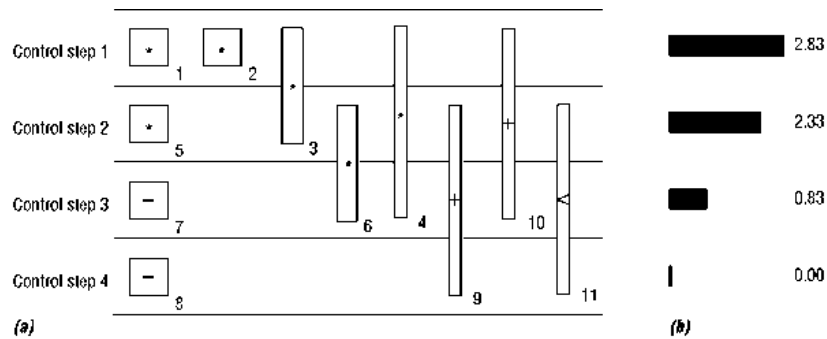 Control step 1 * 1 * 2 * * + 2.83
Control step 2 * 5 3 * + < 2.33
Control step 3 – 7 6 4 10 0.83
Control step 4 – 8 9 11 0.00
(a) (b)